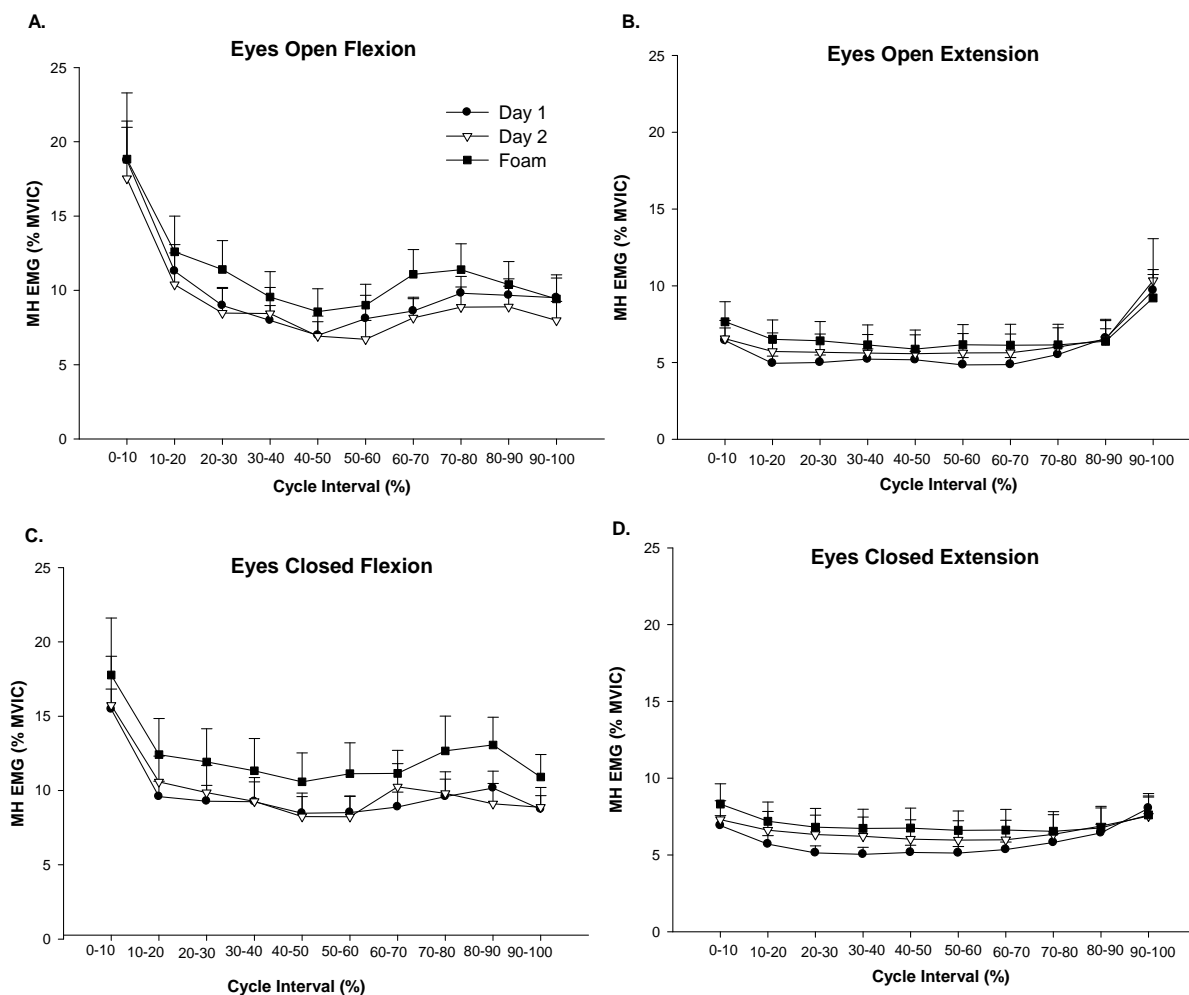 A.
Eyes Open Flexion
25
20
15
10
5
0
MH EMG (% MVIC)
Day 1
Day 2
Foam
0-10 10-20 20-30 30-40 40-50 50-60 60-70 70-80 80-90 90-100
Cycle Interval (%)
B.
Eyes Open Extension
25
20
15
10
5
0
MH EMG (% MVIC)
0-10 10-20 20-30 30-40 40-50 50-60 60-70 70-80 80-90 90-100
Cycle Interval (%)
C.
Eyes Closed Flexion
25
20
15
10
5
0
MH EMG (% MVIC)
0-10 10-20 20-30 30-40 40-50 50-60 60-70 70-80 80-90 90-100
Cycle Interval (%)
D.
Eyes Closed Extension
25
20
15
10
5
0
MH EMG (% MVIC)
0-10 10-20 20-30 30-40 40-50 50-60 60-70 70-80 80-90 90-100
Cycle Interval (%)